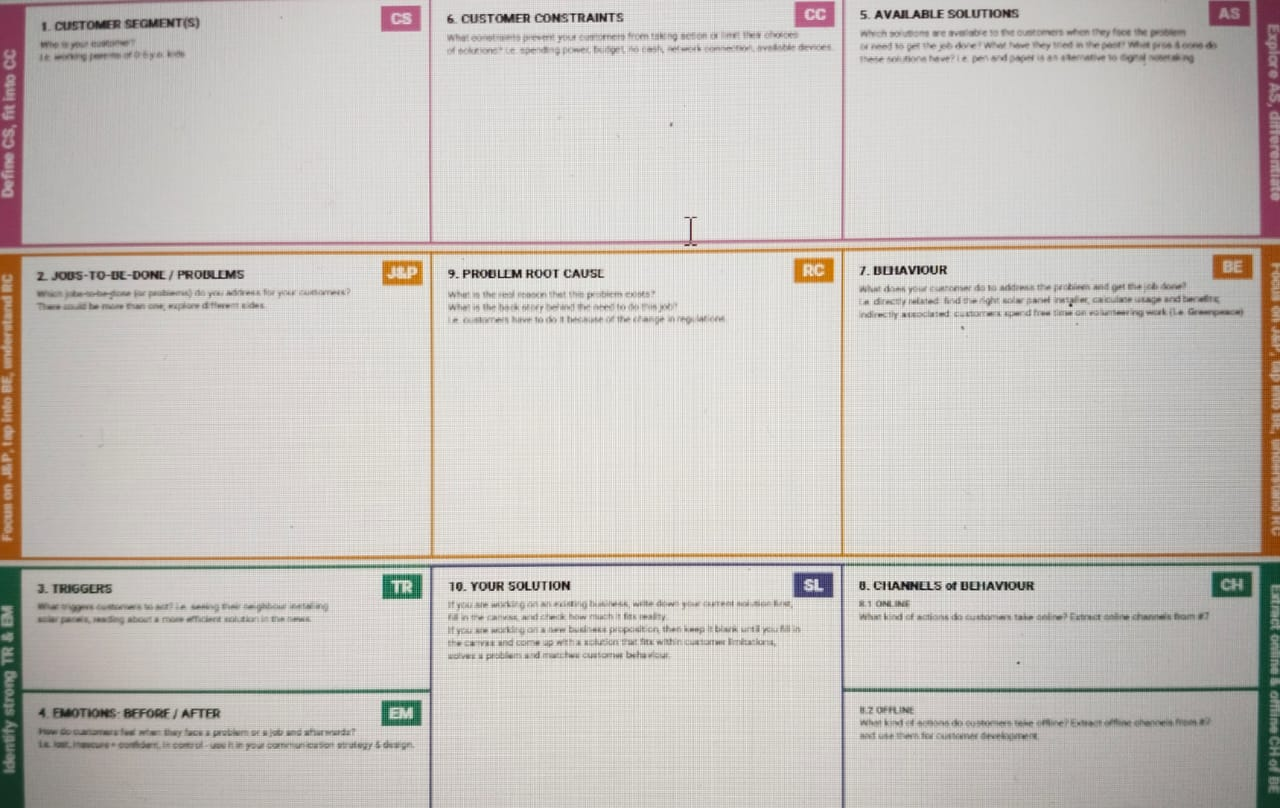 Define CS, fit into CC
1. CUSTOMER SEGMENT(S)
CS
Who is your customer?
i.e. working parents of 0-5 y.o. kids
6. CUSTOMER CONSTRAINTS
CC
What constraints prevent your customers from taking action or limit their choices
of solutions? i.e. spending power, budget, no cash, network connection, available devices.
5. AVAILABLE SOLUTIONS
AS
Which solutions are available to the customers when they face the problem
or need to get the job done? What have they tried in the past? What pros & cons do
these solutions have? i.e. pen and paper is an alternative to digital notetaking
Explore AS, differentiate
Focus on J&P, tap into BE, understand RC
2. JOBS-TO-BE-DONE / PROBLEMS
J&P
Which jobs-to-be-done (or problems) do you address for your customers?
There could be more than one; explore different sides.
9. PROBLEM ROOT CAUSE
RC
What is the real reason that this problem exists?
What is the back story behind the need to do this job?
i.e. customers have to do it because of the change in regulations.
7. BEHAVIOUR
BE
What does your customer do to address the problem and get the job done?
i.e. directly related: find the right solar panel installer, calculate usage and benefits;
indirectly associated: customers spend free time on volunteering work (i.e. Greenpeace)
Focus on J&P, tap into BE, understand RC
Identify strong TR & EM
3. TRIGGERS
TR
What triggers customers to act? i.e. seeing their neighbour installing
solar panels, reading about a more efficient solution in the news.
4. EMOTIONS: BEFORE / AFTER
EM
How do customers feel when they face a problem or a job and afterwards?
i.e. lost, insecure > confident, in control - use it in your communication strategy & design.
10. YOUR SOLUTION
SL
If you are working on an existing business, write down your current solution first,
fill in the canvas, and check how much it fits reality.
If you are working on a new business proposition, then keep it blank until you fill in
the canvas and come up with a solution that fits within customer limitations,
solves a problem and matches customer behaviour.
8. CHANNELS of BEHAVIOUR
CH
8.1 ONLINE
What kind of actions do customers take online? Extract online channels from #7
8.2 OFFLINE
What kind of actions do customers take offline? Extract offline channels from #7
and use them for customer development.
Extract online & offline CH of BE